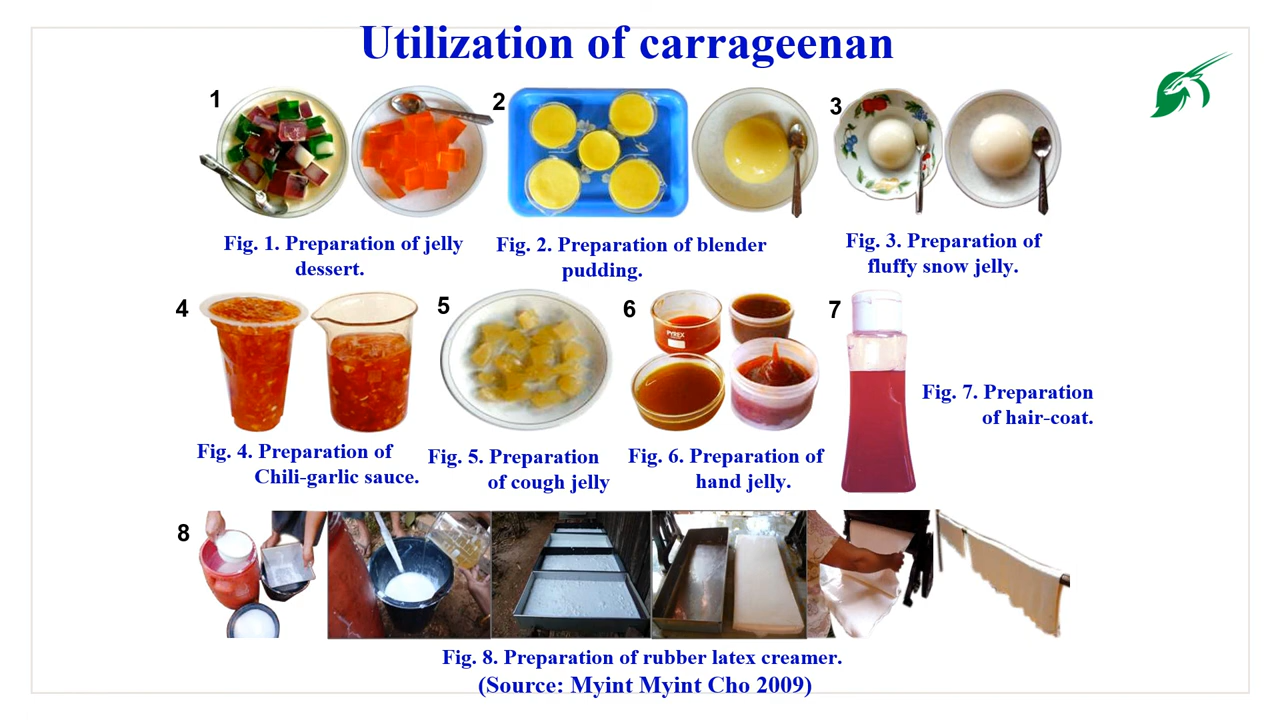 Utilization of carrageenan
1
2
3
Fig. 1. Preparation of jelly
dessert.
Fig. 2. Preparation of blender
pudding.
Fig. 3. Preparation of
fluffy snow jelly.
4
5
6
7
PYREX
Fig. 4. Preparation of
Chili-garlic sauce.
Fig. 5. Preparation
of cough jelly
Fig. 6. Preparation of
hand jelly.
Fig. 7. Preparation
of hair-coat.
8
Fig. 8. Preparation of rubber latex creamer.
(Source: Myint Myint Cho 2009)